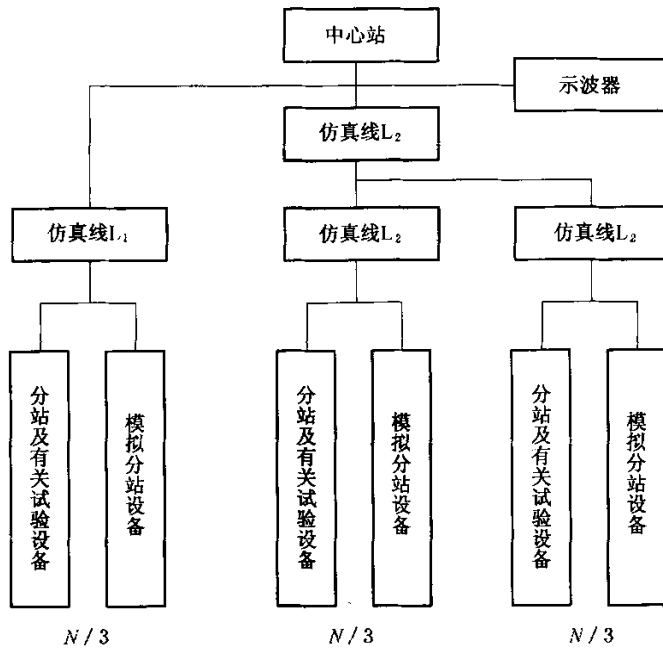 中心站
示波器
仿真线L₂
仿真线L₁
仿真线L₂
仿真线L₂
分站及有关试验设备
模拟分站设备
分站及有关试验设备
模拟分站设备
分站及有关试验设备
模拟分站设备
N/3
N/3
N/3